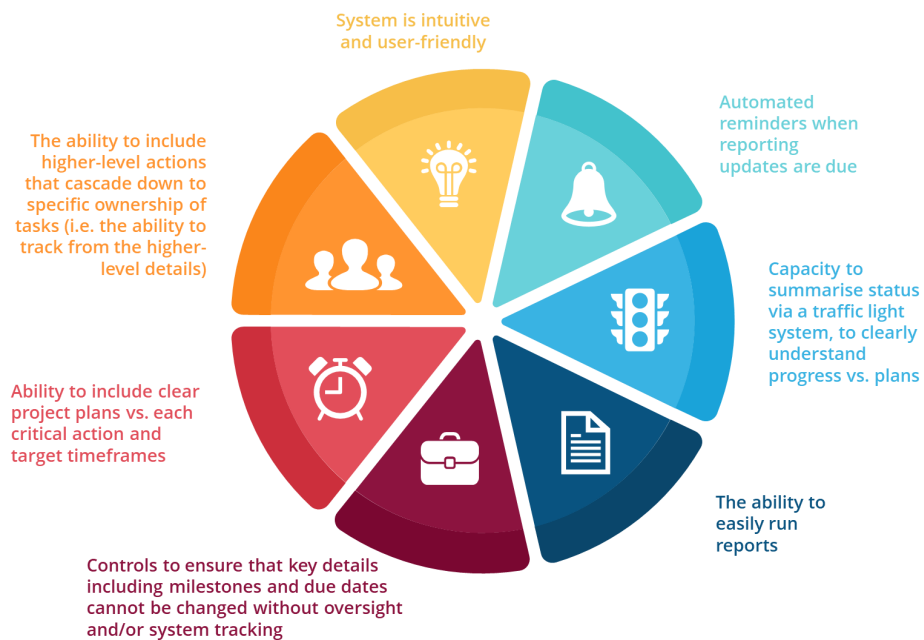 System is intuitive
and user-friendly
Automated
reminders when
reporting
updates are due
Capacity to
summarise status
via a traffic light
system, to clearly
understand
progress vs. plans
The ability to
easily run
reports
Controls to ensure that key details
including milestones and due dates
cannot be changed without oversight
and/or system tracking
Ability to include clear
project plans vs. each
critical action and
target timeframes
The ability to include
higher-level actions
that cascade down to
specific ownership of
tasks (i.e. the ability to
track from the higher-
level details)